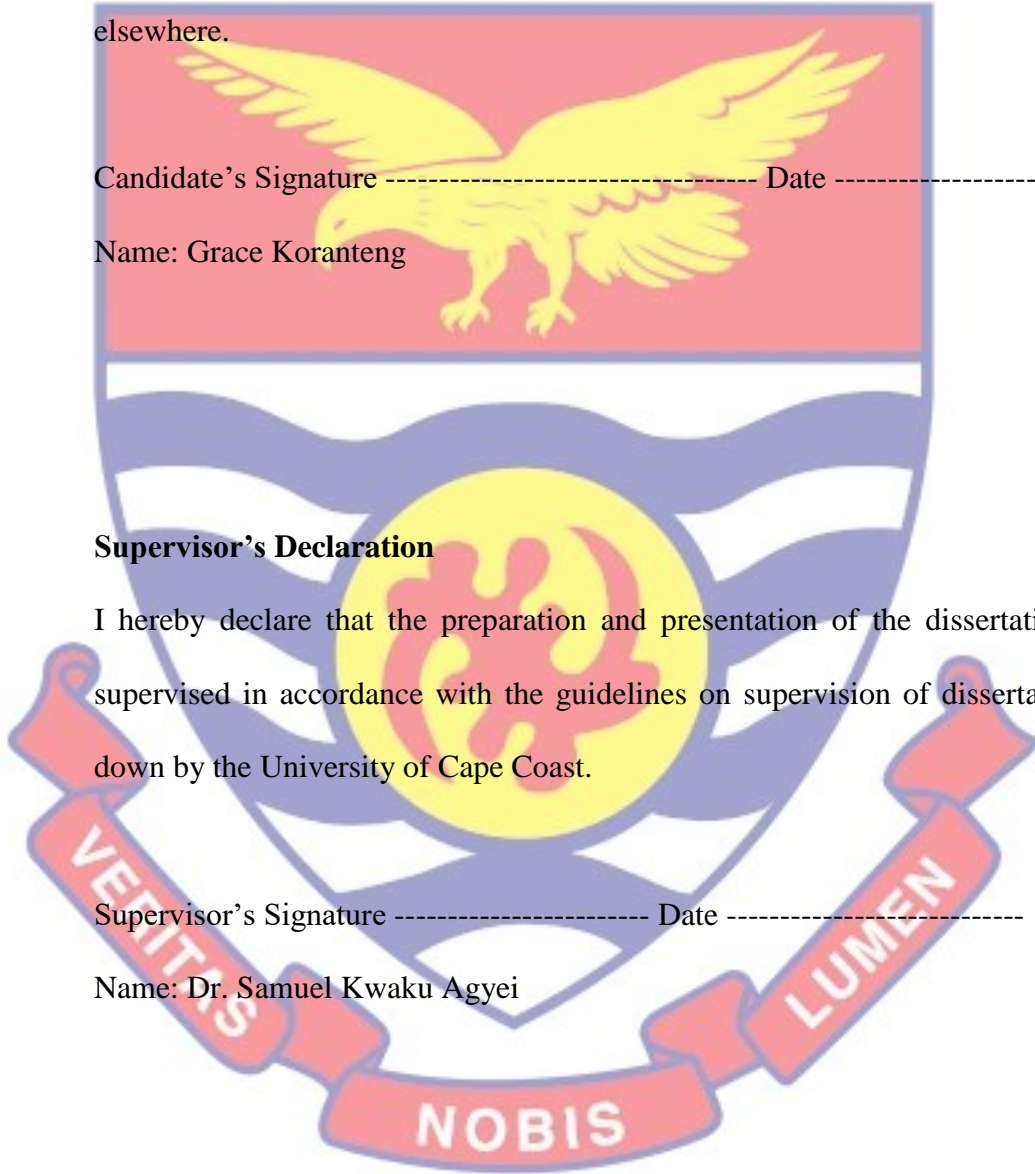 elsewhere.
Candidate’s Signature ----------------------------------- Date -------------------
Name: Grace Koranteng
Supervisor’s Declaration
I hereby declare that the preparation and presentation of the
supervised in accordance with the guidelines on supervision of
down by the University of Cape Coast.
Supervisor’s Signature ------------------------ Date ----------------------------
Name: Dr. Samuel Kwaku Agyei
VERITAS
NOBIS
LUMEN